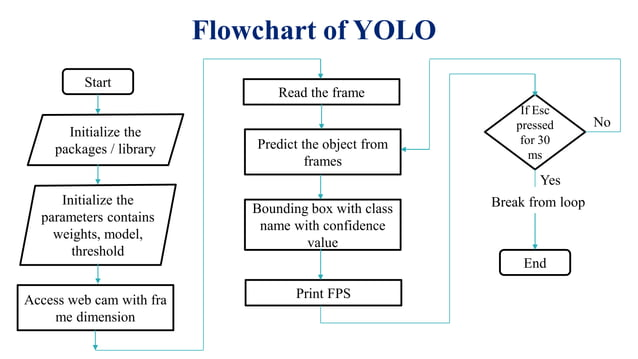 Flowchart of YOLO
Start
Initialize the
packages / library
Initialize the
parameters contains
weights, model,
threshold
Access web cam with fra
me dimension
Read the frame
Predict the object from
frames
Bounding box with class
name with confidence
value
Print FPS
If Esc
pressed
for 30
ms
No
Yes
Break from loop
End